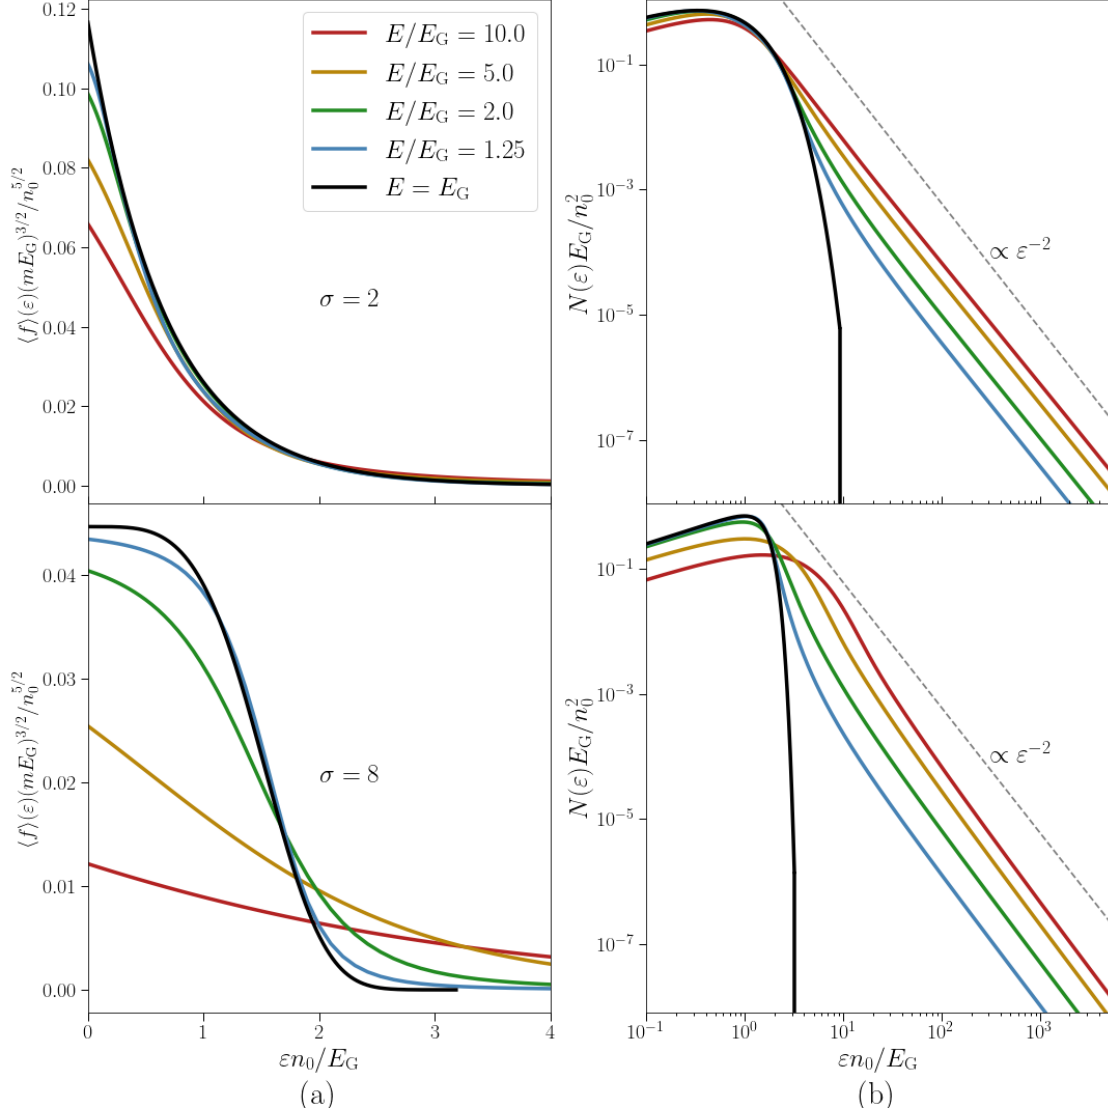 0.12
0.10
0.08
0.06
0.04
0.02
0.00
⟨f⟩(ε)(mE_G)^{3/2}/n_0^{5/2}
E/E_G = 10.0
E/E_G = 5.0
E/E_G = 2.0
E/E_G = 1.25
E = E_G
σ = 2
10^{-1}
10^{-3}
10^{-5}
10^{-7}
N(ε)E_G/n_0^2
∝ ε^{-2}
0.04
0.03
0.02
0.01
0.00
⟨f⟩(ε)(mE_G)^{3/2}/n_0^{5/2}
σ = 8
0 1 2 3 4
εn_0/E_G
(a)
10^{-1}
10^{-3}
10^{-5}
10^{-7}
N(ε)E_G/n_0^2
∝ ε^{-2}
10^{-1} 10^0 10^1 10^2 10^3
εn_0/E_G
(b)